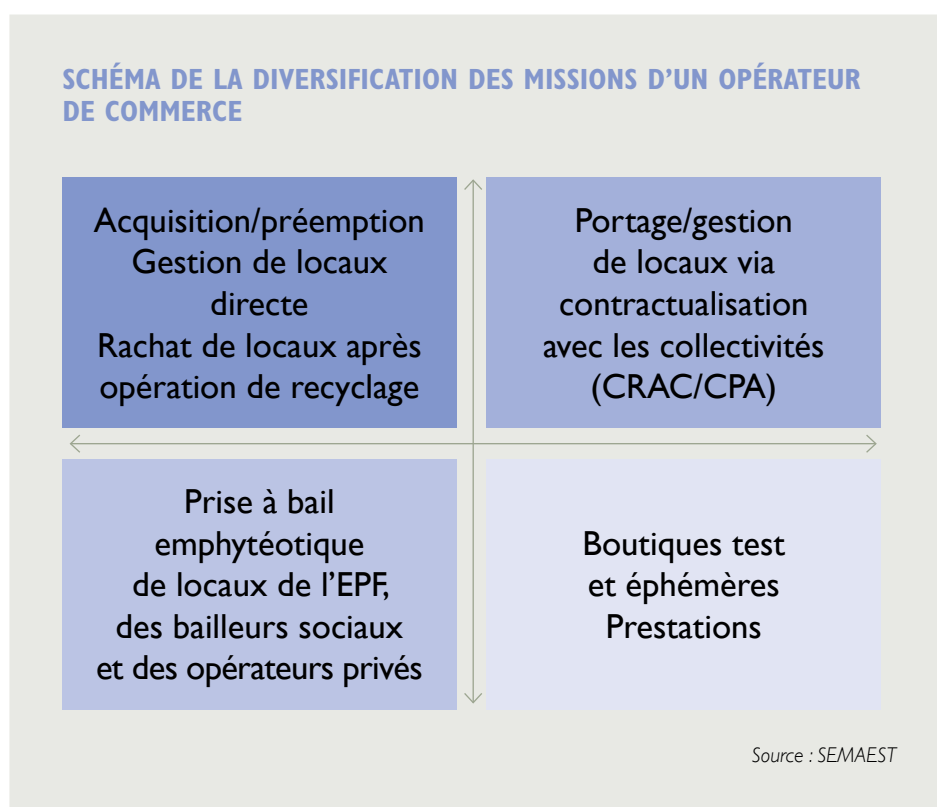 SCHÉMA DE LA DIVERSIFICATION DES MISSIONS D’UN OPÉRATEUR
DE COMMERCE
Acquisition/préemption
Gestion de locaux
directe
Rachat de locaux après
opération de recyclage
Portage/gestion
de locaux via
contractualisation
avec les collectivités
(CRAC/CPA)
Prise à bail
emphytéotique
de locaux de l’EPF,
des bailleurs sociaux
et des opérateurs privés
Boutiques test
et éphémères
Prestations
Source : SEMAEST